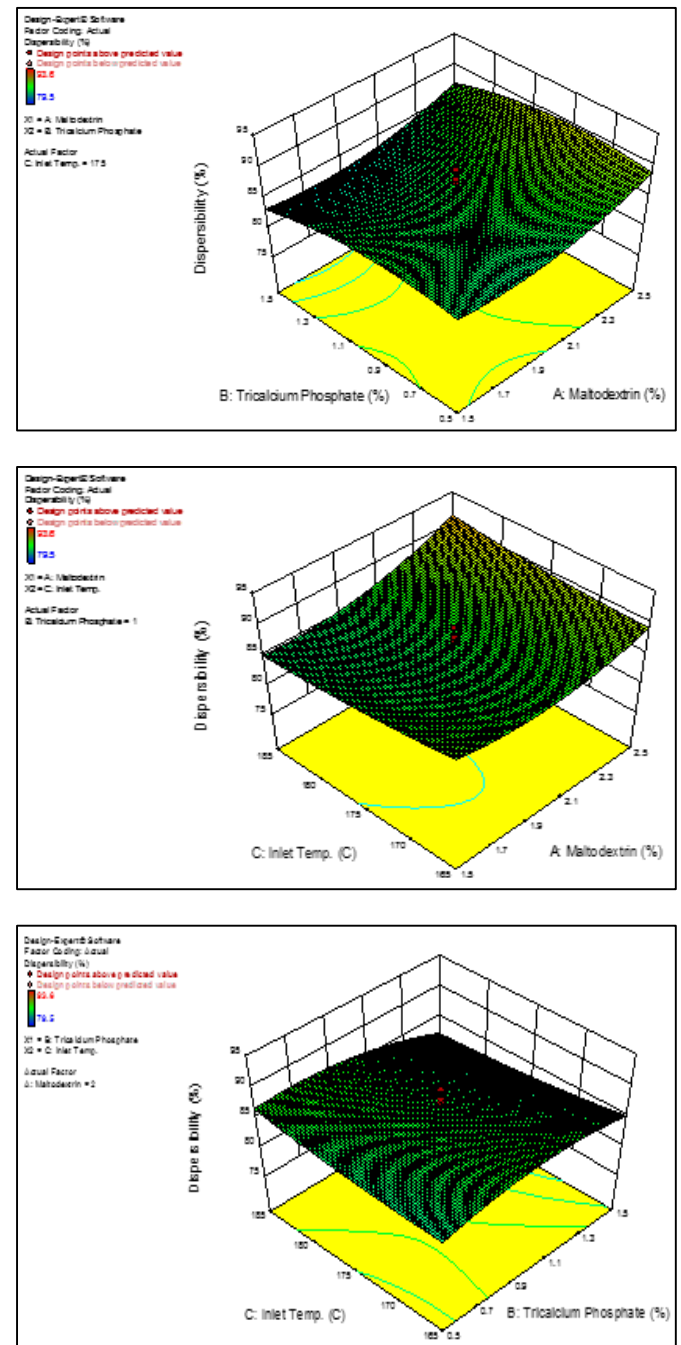 Design-Expert® Software
Factor Coding: Actual
Dispersibility (%)
Design points above predicted value
Design points below predicted value
93.6
79.5
X1 = A: Maltodextrin
X2 = B: Tricalcium Phosphate
Actual Factor
C: Inlet Temp. = 175
95
90
85
80
75
Dispersibility (%)
1.5
1.3
1.1
0.9
0.7
0.5
1.5
1.7
1.9
2.1
2.3
2.5
B: Tricalcium Phosphate (%)
A: Maltodextrin (%)
Design-Expert® Software
Factor Coding: Actual
Dispersibility (%)
Design points above predicted value
Design points below predicted value
93.6
79.5
X1 = A: Maltodextrin
X2 = C: Inlet Temp.
Actual Factor
B: Tricalcium Phosphate = 1
95
90
85
80
75
Dispersibility (%)
185
180
175
170
165
1.5
1.7
1.9
2.1
2.3
2.5
C: Inlet Temp. (C)
A: Maltodextrin (%)
Design-Expert® Software
Factor Coding: Actual
Dispersibility (%)
Design points above predicted value
Design points below predicted value
93.6
79.5
X1 = B: Tricalcium Phosphate
X2 = C: Inlet Temp.
Actual Factor
A: Maltodextrin = 2
95
90
85
80
75
Dispersibility (%)
185
180
175
170
165
0.5
0.7
0.9
1.1
1.3
1.5
C: Inlet Temp. (C)
B: Tricalcium Phosphate (%)